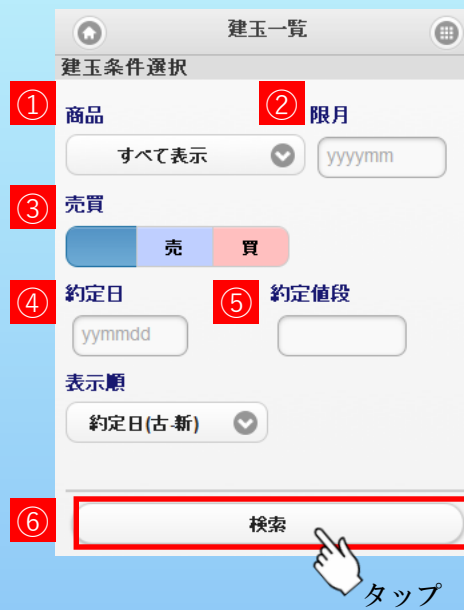 建玉一覧
建玉条件選択
① 商品 ② 限月
すべて表示 yyyymm
③ 売買
売 買
④ 約定日 ⑤ 約定値段
yymmdd
表示順
約定日(古-新)
⑥ 検索
タップ